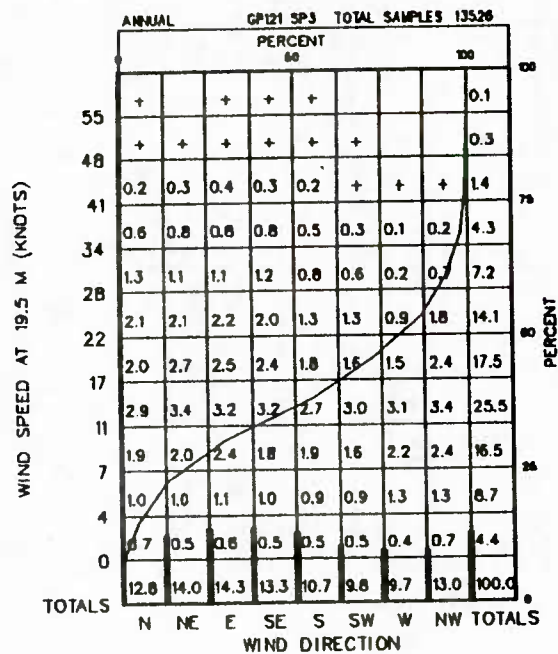 ANNUAL GP121 SP3 TOTAL SAMPLES 13526
PERCENT
50 100
100
+ + + + 0.1
55
+ + + + + + 0.3
48
0.2 0.3 0.4 0.3 0.2 + + + 1.4
41
75
0.6 0.8 0.8 0.8 0.5 0.3 0.1 0.2 4.3
34
1.3 1.1 1.1 1.2 0.8 0.6 0.2 0.7 7.2
28
2.1 2.1 2.2 2.0 1.3 1.3 0.9 1.8 14.1
22
50
2.0 2.7 2.5 2.4 1.8 1.6 1.5 2.4 17.5
17
2.9 3.4 3.2 3.2 2.7 3.0 3.1 3.4 25.5
11
1.9 2.0 2.4 1.8 1.9 1.6 2.2 2.4 16.5
7
25
1.0 1.0 1.1 1.0 0.9 0.9 1.3 1.3 8.7
4
0.7 0.5 0.6 0.5 0.5 0.5 0.4 0.7 4.4
0
12.8 14.0 14.3 13.3 10.7 9.8 9.7 13.0 100.0
0
TOTALS N NE E SE S SW W NW TOTALS
WIND DIRECTION
WIND SPEED AT 19.5 M (KNOTS)
PERCENT